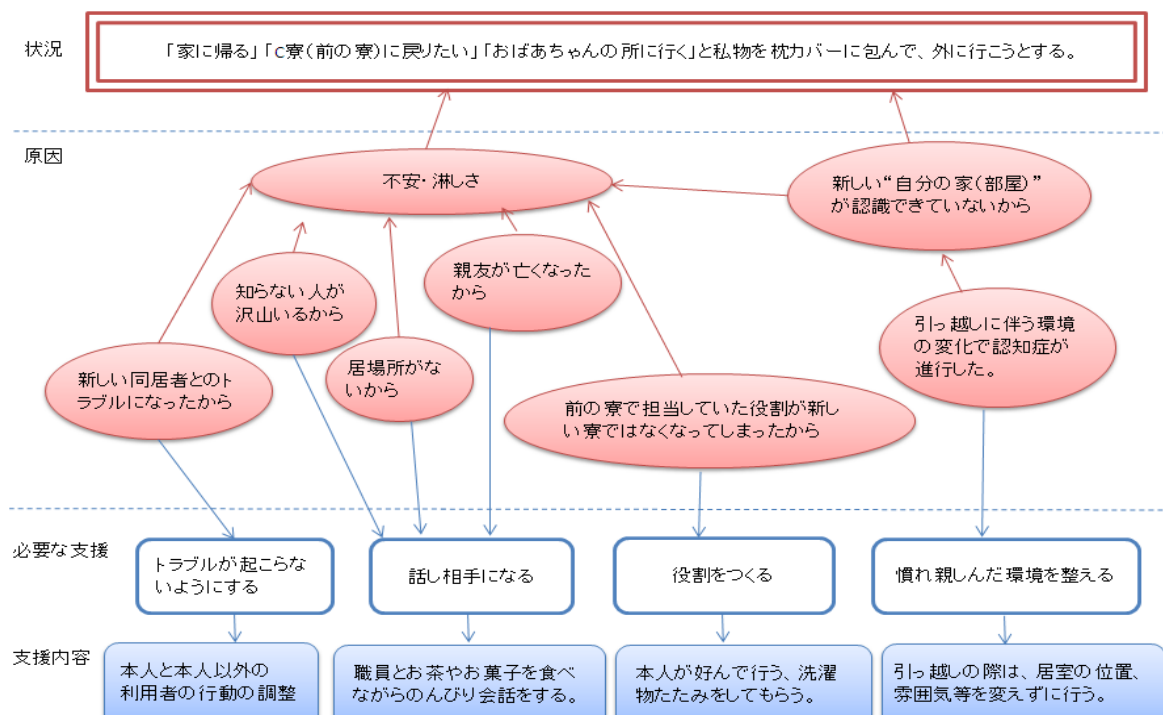 状況
「家に帰る」「C寮(前の寮)に戻りたい」「おばあちゃんの所に行く」と私物を枕カバーに包んで、外に行こうとする。
原因
不安・淋しさ
新しい“自分の家(部屋)”
が認識できていないから
親友が亡くなった
から
知らない人が
沢山いるから
引っ越しに伴う環境
の変化で認知症が
進行した。
居場所がな
いから
新しい同居者とのト
ラブルになったから
前の寮で担当していた役割が新し
い寮ではなくなってしまったから
必要な支援
トラブルが起こらな
いようにする
話し相手になる
役割をつくる
慣れ親しんだ環境を整える
支援内容
本人と本人以外の
利用者の行動の調整
職員とお茶やお菓子を食べ
ながらのんびり会話をする。
本人が好んで行う、洗濯
物たたみをしてもらう。
引っ越しの際は、居室の位置、
雰囲気等を変えずに行う。